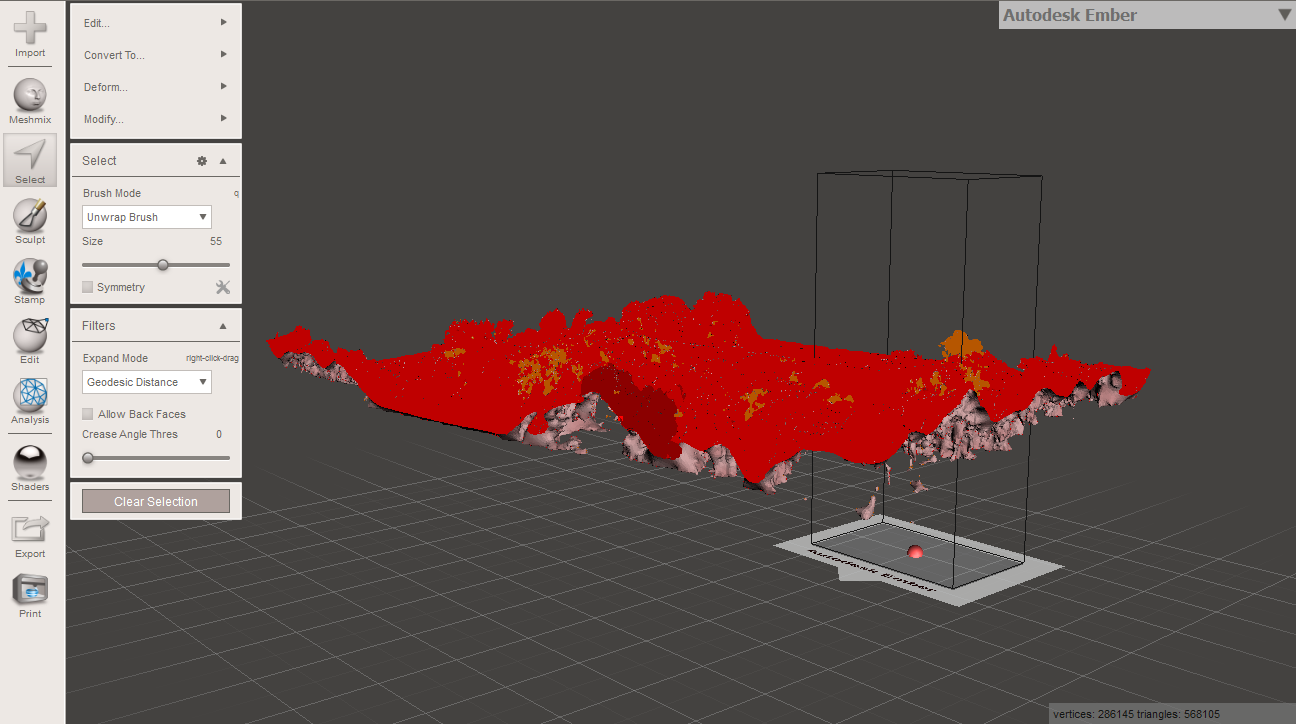 Import
Meshmix
Select
Sculpt
Stamp
Edit
Analysis
Shaders
Export
Print
Edit...
Convert To...
Deform...
Modify...
Select
Brush Mode q
Unwrap Brush
Size 55
Symmetry
Filters
Expand Mode right-click-drag
Geodesic Distance
Allow Back Faces
Crease Angle Thres 0
Clear Selection
Autodesk Ember
Autodesk Ember
vertices: 286145 triangles: 568105